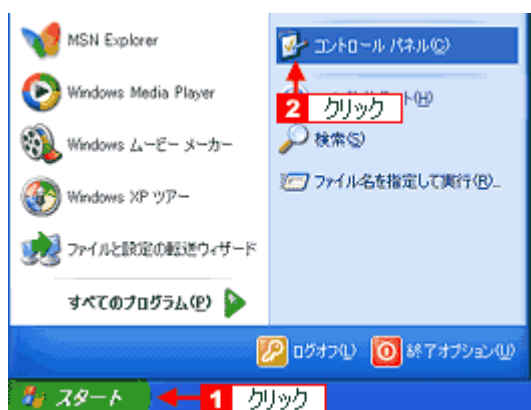 MSN Explorer
Windows Media Player
Windows ムービー メーカー
Windows XP ツアー
ファイルと設定の転送ウィザード
すべてのプログラム(P)
コントロール パネル(C)
2 クリック
(H)
検索(S)
ファイル名を指定して実行(R)...
ログオフ(L)
終了オプション(U)
スタート
1 クリック